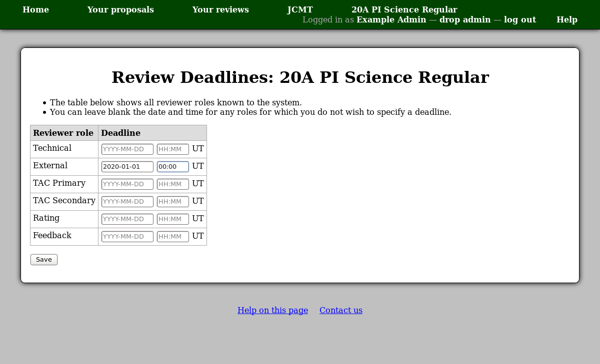 Home Your proposals Your reviews JCMT 20A PI Science Regular
Logged in as Example Admin — drop admin — log out Help
Review Deadlines: 20A PI Science Regular
• The table below shows all reviewer roles known to the system.
• You can leave blank the date and time for any roles for which you do not wish to specify a deadline.
Reviewer role Deadline
Technical YYYY-MM-DD HH:MM UT
External 2020-01-01 00:00 UT
TAC Primary YYYY-MM-DD HH:MM UT
TAC Secondary YYYY-MM-DD HH:MM UT
Rating YYYY-MM-DD HH:MM UT
Feedback YYYY-MM-DD HH:MM UT
Save
Help on this page Contact us